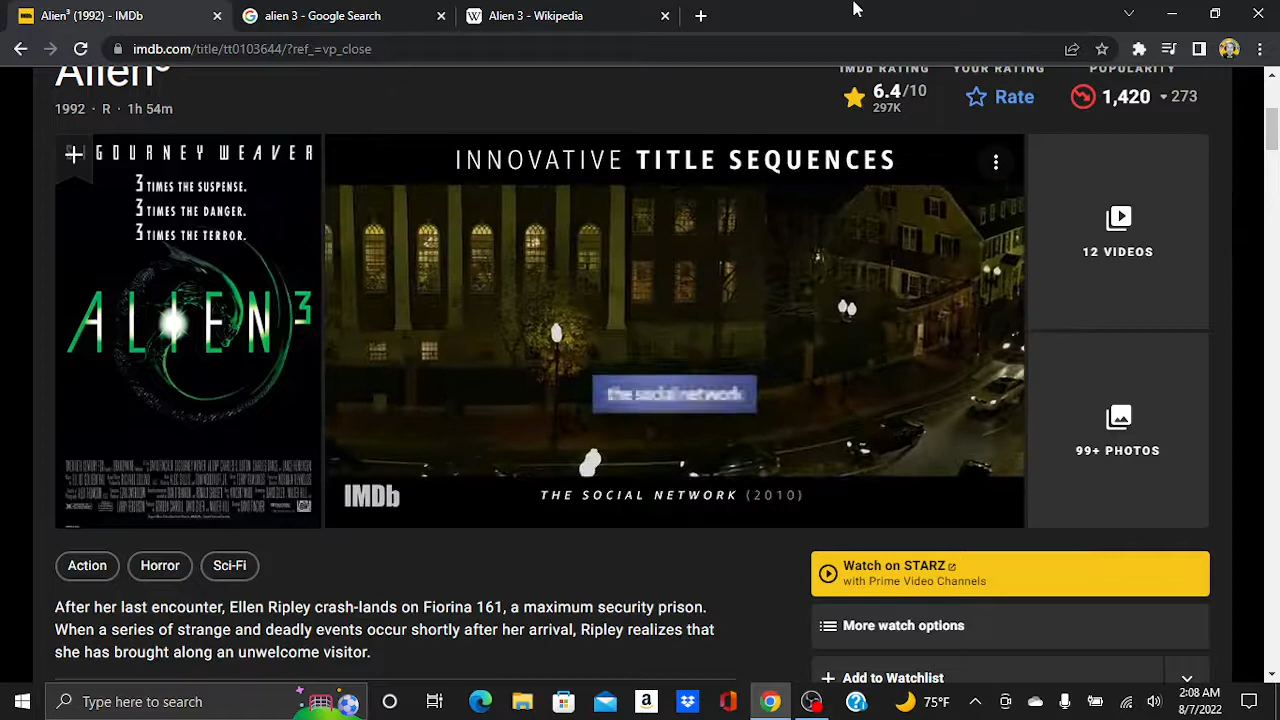 Alien³ (1992) - IMDb
alien 3 - Google Search
Alien 3 - Wikipedia
imdb.com/title/tt0103644/?ref_=vp_close
Alien³
IMDb RATING
YOUR RATING
POPULARITY
1992 · R · 1h 54m
6.4/10
297K
Rate
1,420
273
GOURNEY WEAVER
3 TIMES THE SUSPENSE.
3 TIMES THE DANGER.
3 TIMES THE TERROR.
ALIEN 3
INNOVATIVE TITLE SEQUENCES
the social network
IMDb
THE SOCIAL NETWORK (2010)
12 VIDEOS
99+ PHOTOS
Action
Horror
Sci-Fi
After her last encounter, Ellen Ripley crash-lands on Fiorina 161, a maximum security prison.
When a series of strange and deadly events occur shortly after her arrival, Ripley realizes that
she has brought along an unwelcome visitor.
Watch on STARZ
with Prime Video Channels
More watch options
Add to Watchlist
Type here to search
75°F
2:08 AM
8/7/2022